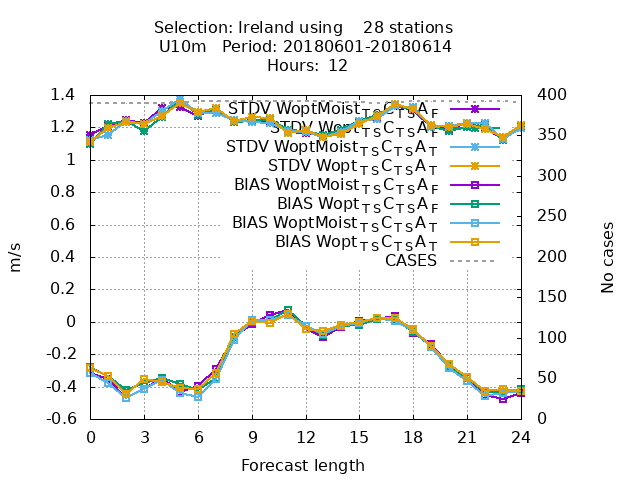 Selection: Ireland using    28 stations
U10m   Period: 20180601-20180614
Hours: 12
1.4
1.2
1
0.8
0.6
0.4
0.2
0
-0.2
-0.4
-0.6
m/s
STDV WoptMoist_TS C_TS A_F
STDV Wopt_TS C_TS A_F
STDV WoptMoist_TS C_TS A_T
STDV Wopt_TS C_TS A_T
BIAS WoptMoist_TS C_TS A_F
BIAS Wopt_TS C_TS A_F
BIAS WoptMoist_TS C_TS A_T
BIAS Wopt_TS C_TS A_T
CASES
400
350
300
250
200
150
100
50
0
No cases
0 3 6 9 12 15 18 21 24
Forecast length